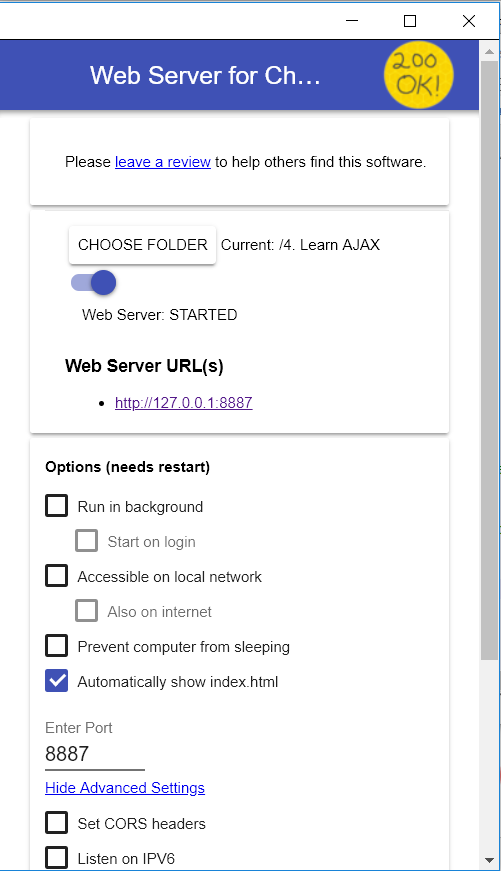 Web Server for Ch...
200
OK!
Please leave a review to help others find this software.
CHOOSE FOLDER Current: /4. Learn AJAX
Web Server: STARTED
Web Server URL(s)
http://127.0.0.1:8887
Options (needs restart)
Run in background
Start on login
Accessible on local network
Also on internet
Prevent computer from sleeping
Automatically show index.html
Enter Port
8887
Hide Advanced Settings
Set CORS headers
Listen on IPV6